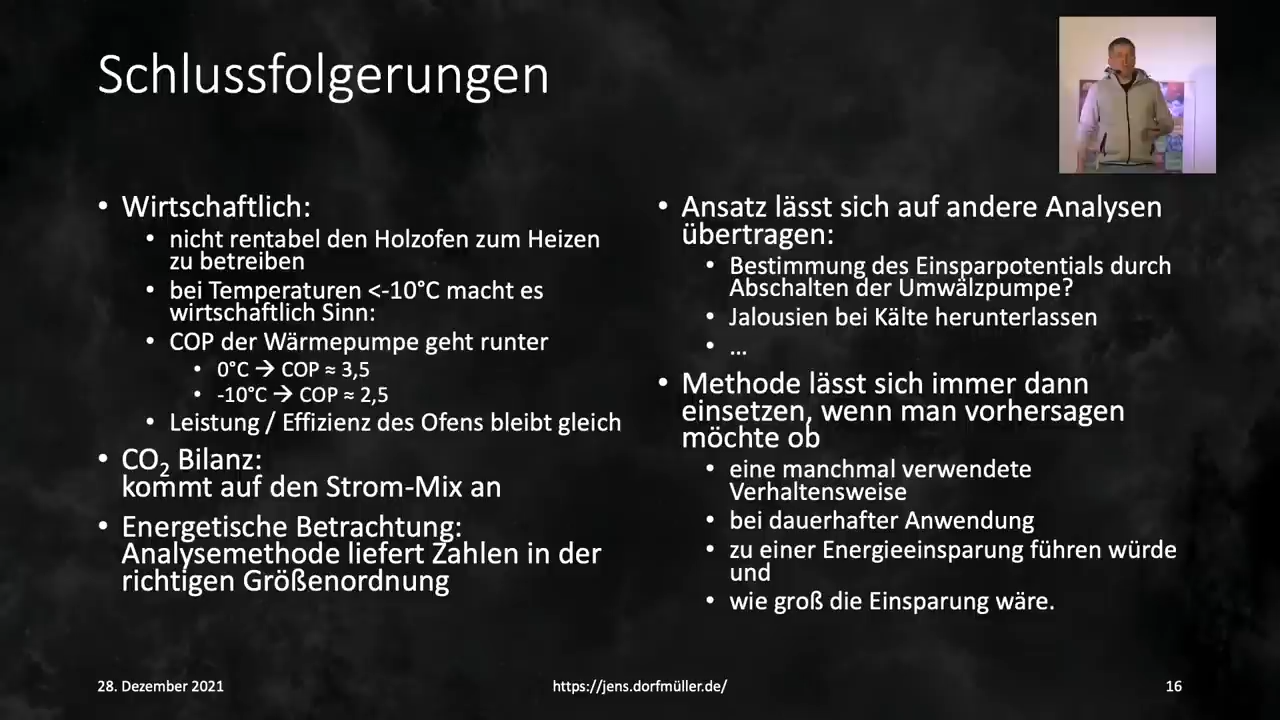 Schlussfolgerungen
• Wirtschaftlich:
• nicht rentabel den Holzofen zum Heizen
zu betreiben
• bei Temperaturen <-10°C macht es
wirtschaftlich Sinn:
• COP der Wärmepumpe geht runter
• 0°C → COP ≈ 3,5
• -10°C → COP ≈ 2,5
• Leistung / Effizienz des Ofens bleibt gleich
• CO₂ Bilanz:
kommt auf den Strom-Mix an
• Energetische Betrachtung:
Analysemethode liefert Zahlen in der
richtigen Größenordnung
• Ansatz lässt sich auf andere Analysen
übertragen:
• Bestimmung des Einsparpotentials durch
Abschalten der Umwälzpumpe?
• Jalousien bei Kälte herunterlassen
• ...
• Methode lässt sich immer dann
einsetzen, wenn man vorhersagen
möchte ob
• eine manchmal verwendete
Verhaltensweise
• bei dauerhafter Anwendung
• zu einer Energieeinsparung führen würde
und
• wie groß die Einsparung wäre.
28. Dezember 2021
https://jens.dorfmüller.de/
16